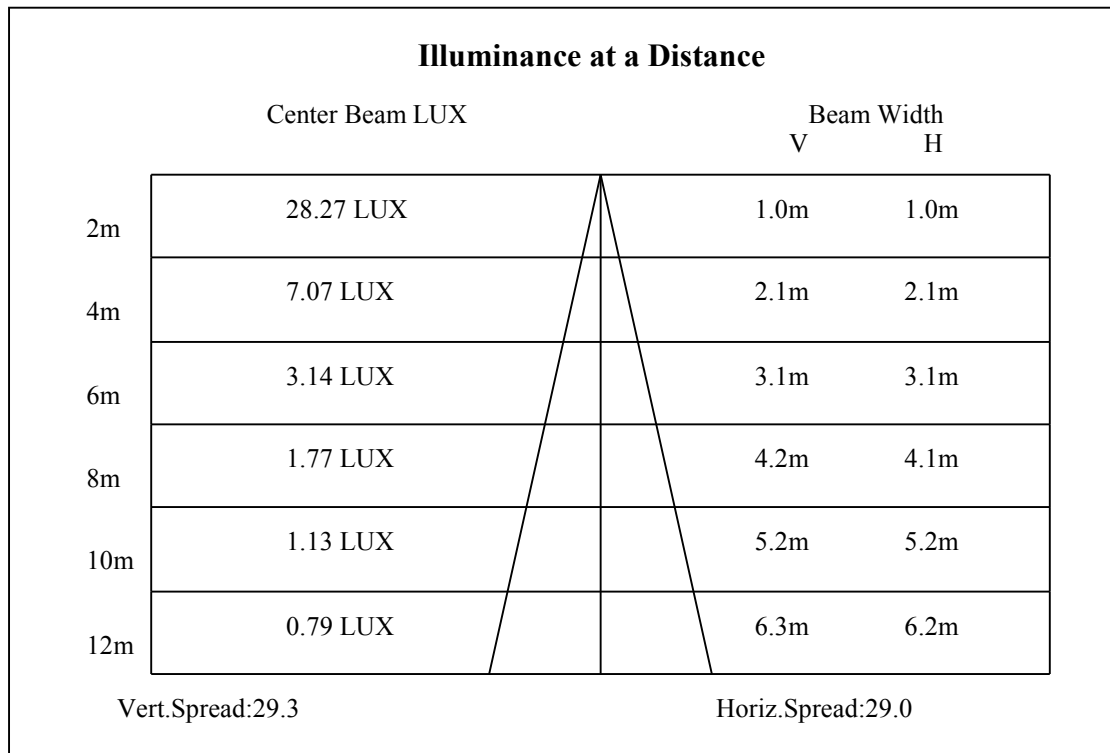 Illuminance at a Distance
Center Beam LUX Beam Width
V H
28.27 LUX 1.0m 1.0m
2m
7.07 LUX 2.1m 2.1m
4m
3.14 LUX 3.1m 3.1m
6m
1.77 LUX 4.2m 4.1m
8m
1.13 LUX 5.2m 5.2m
10m
0.79 LUX 6.3m 6.2m
12m
Vert.Spread:29.3 Horiz.Spread:29.0